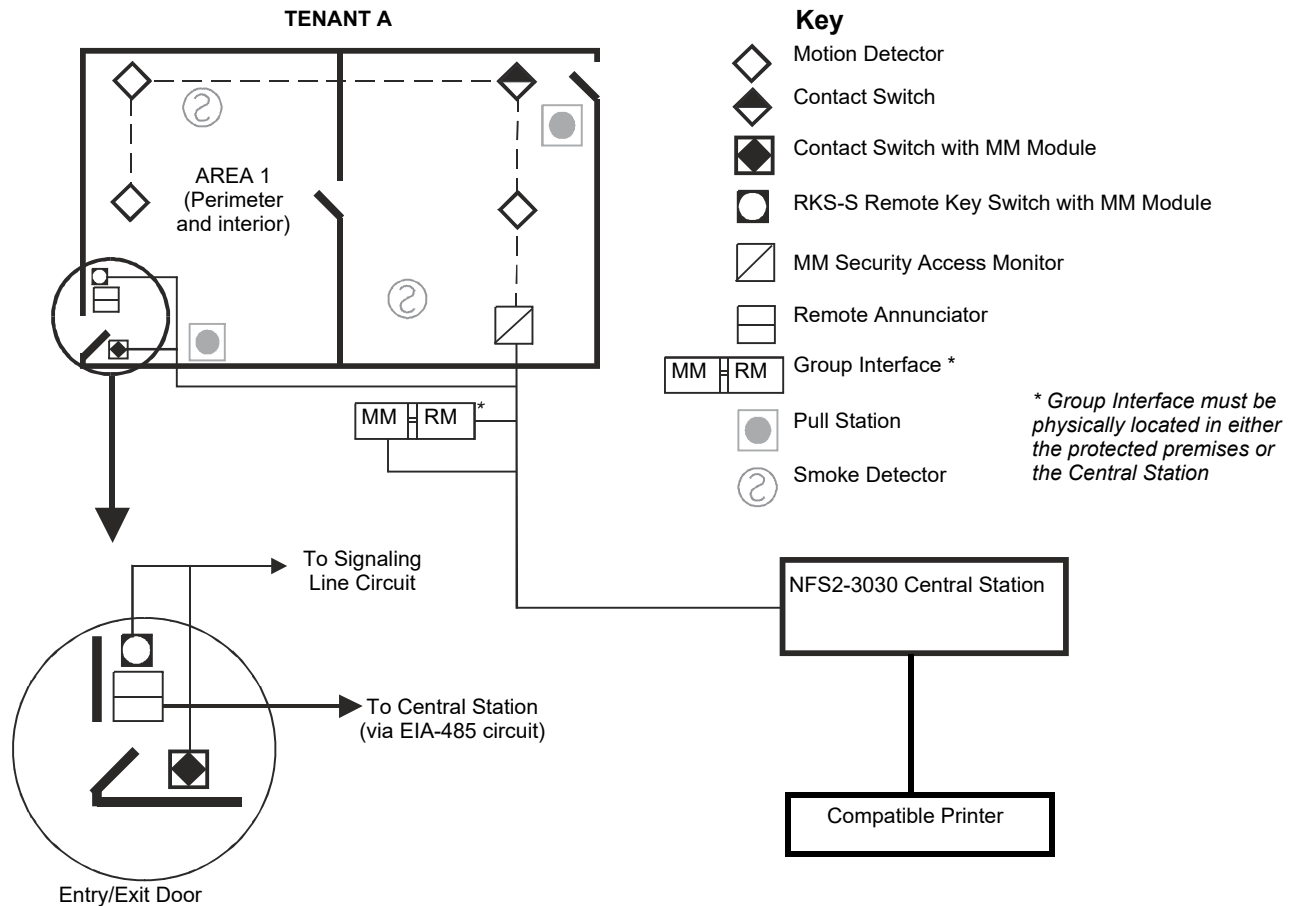 TENANT A
AREA 1
(Perimeter
and interior)
MM
RM
*
To Signaling
Line Circuit
To Central Station
(via EIA-485 circuit)
Entry/Exit Door
Key
Motion Detector
Contact Switch
Contact Switch with MM Module
RKS-S Remote Key Switch with MM Module
MM Security Access Monitor
Remote Annunciator
MM
RM
Group Interface *
Pull Station
Smoke Detector
* Group Interface must be
physically located in either
the protected premises or
the Central Station
NFS2-3030 Central Station
Compatible Printer